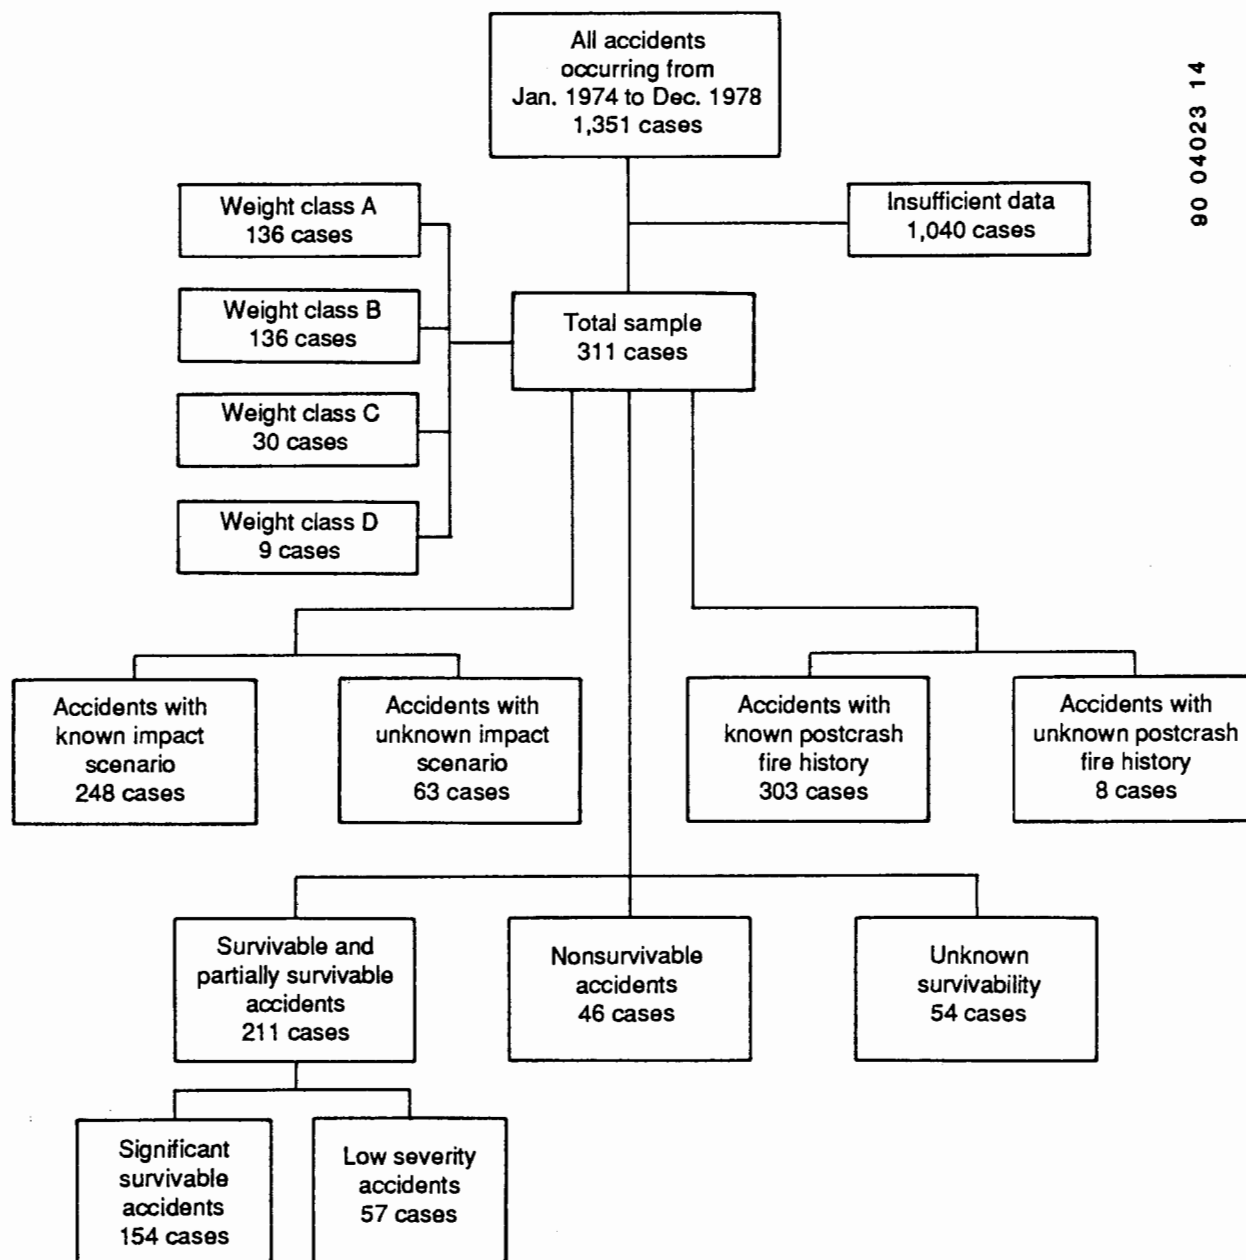 All accidents
occurring from
Jan. 1974 to Dec. 1978
1,351 cases
90 04023 14
Weight class A
136 cases
Insufficient data
1,040 cases
Weight class B
136 cases
Total sample
311 cases
Weight class C
30 cases
Weight class D
9 cases
Accidents with
known impact
scenario
248 cases
Accidents with
unknown impact
scenario
63 cases
Accidents with
known postcrash
fire history
303 cases
Accidents with
unknown postcrash
fire history
8 cases
Survivable and
partially survivable
accidents
211 cases
Nonsurvivable
accidents
46 cases
Unknown
survivability
54 cases
Significant
survivable
accidents
154 cases
Low severity
accidents
57 cases